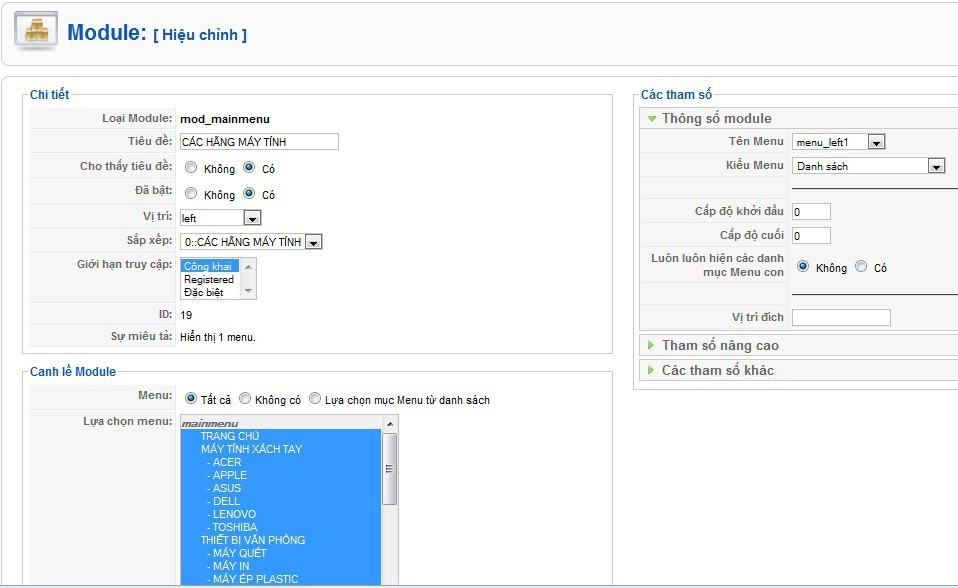 Module: [ Hiệu chỉnh ]
Chi tiết
Loại Module: mod_mainmenu
Tiêu đề: CÁC HÃNG MÁY TÍNH
Cho thấy tiêu đề: Không Có
Đã bật: Không Có
Vị trí: left
Sắp xếp: 0::CÁC HÃNG MÁY TÍNH
Giới hạn truy cập: Công khai
Registered
Đặc biệt
ID: 19
Sự miêu tả: Hiển thị 1 menu.
Canh lề Module
Menu: Tất cả Không có Lựa chọn mục Menu từ danh sách
Lựa chọn menu: mainmenu
TRANG CHỦ
MÁY TÍNH XÁCH TAY
- ACER
- APPLE
- ASUS
- DELL
- LENOVO
- TOSHIBA
THIẾT BỊ VĂN PHÒNG
- MÁY QUÉT
- MÁY IN
- MÁY ÉP PLASTIC
Các tham số
Thông số module
Tên Menu menu_left1
Kiểu Menu Danh sách
Cấp độ khởi đầu 0
Cấp độ cuối 0
Luôn luôn hiện các danh
mục Menu con Không Có
Vị trí đích
Tham số nâng cao
Các tham số khác